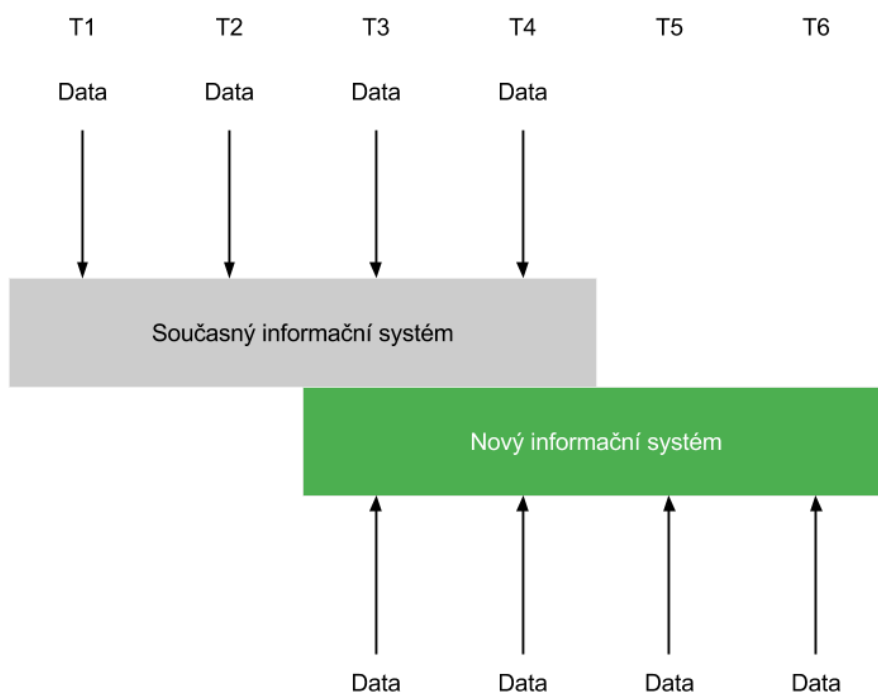 T1 T2 T3 T4 T5 T6
Data Data Data Data
Současný informační systém
Nový informační systém
Data Data Data Data